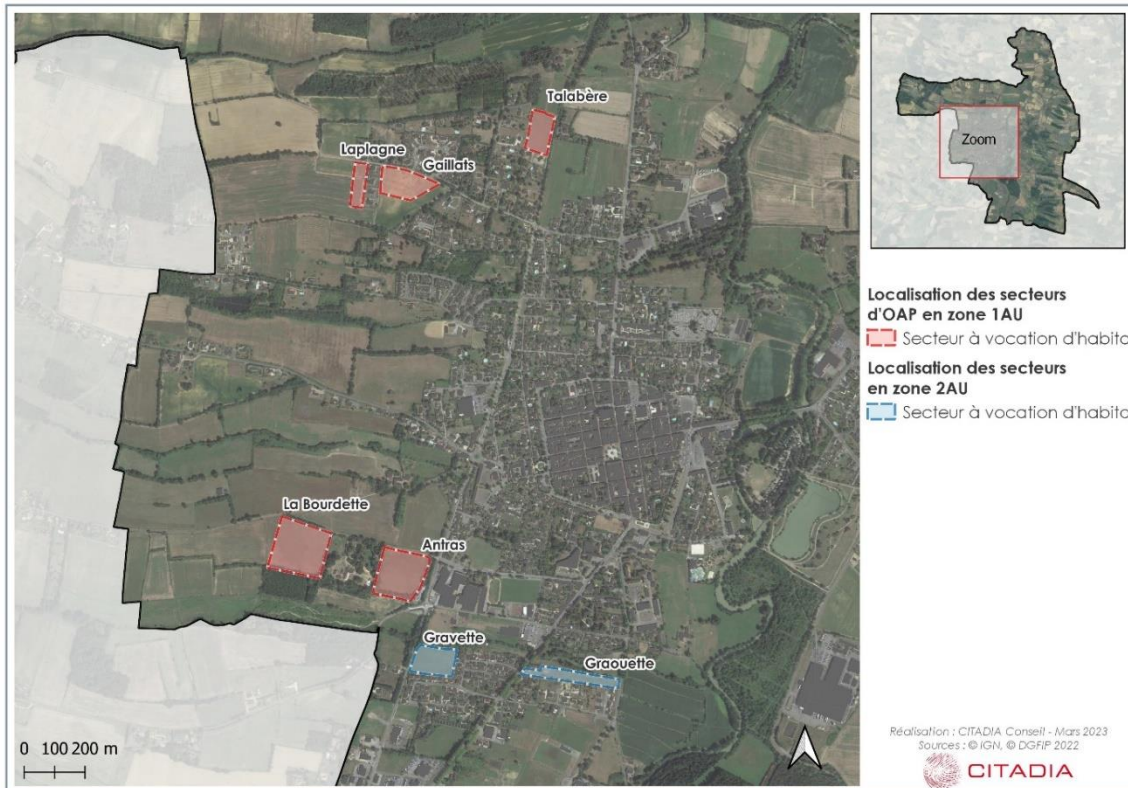 Talabère
Laplagne
Gaillats
La Bourdette
Antras
Gravette
Graouette
0 100 200 m
Zoom
Localisation des secteurs
d'OAP en zone 1AU
Secteur à vocation d'habita
Localisation des secteurs
en zone 2AU
Secteur à vocation d'habita
Réalisation : CITADIA Conseil - Mars 2023
Sources : © IGN, © DGFIP 2022
CITADIA